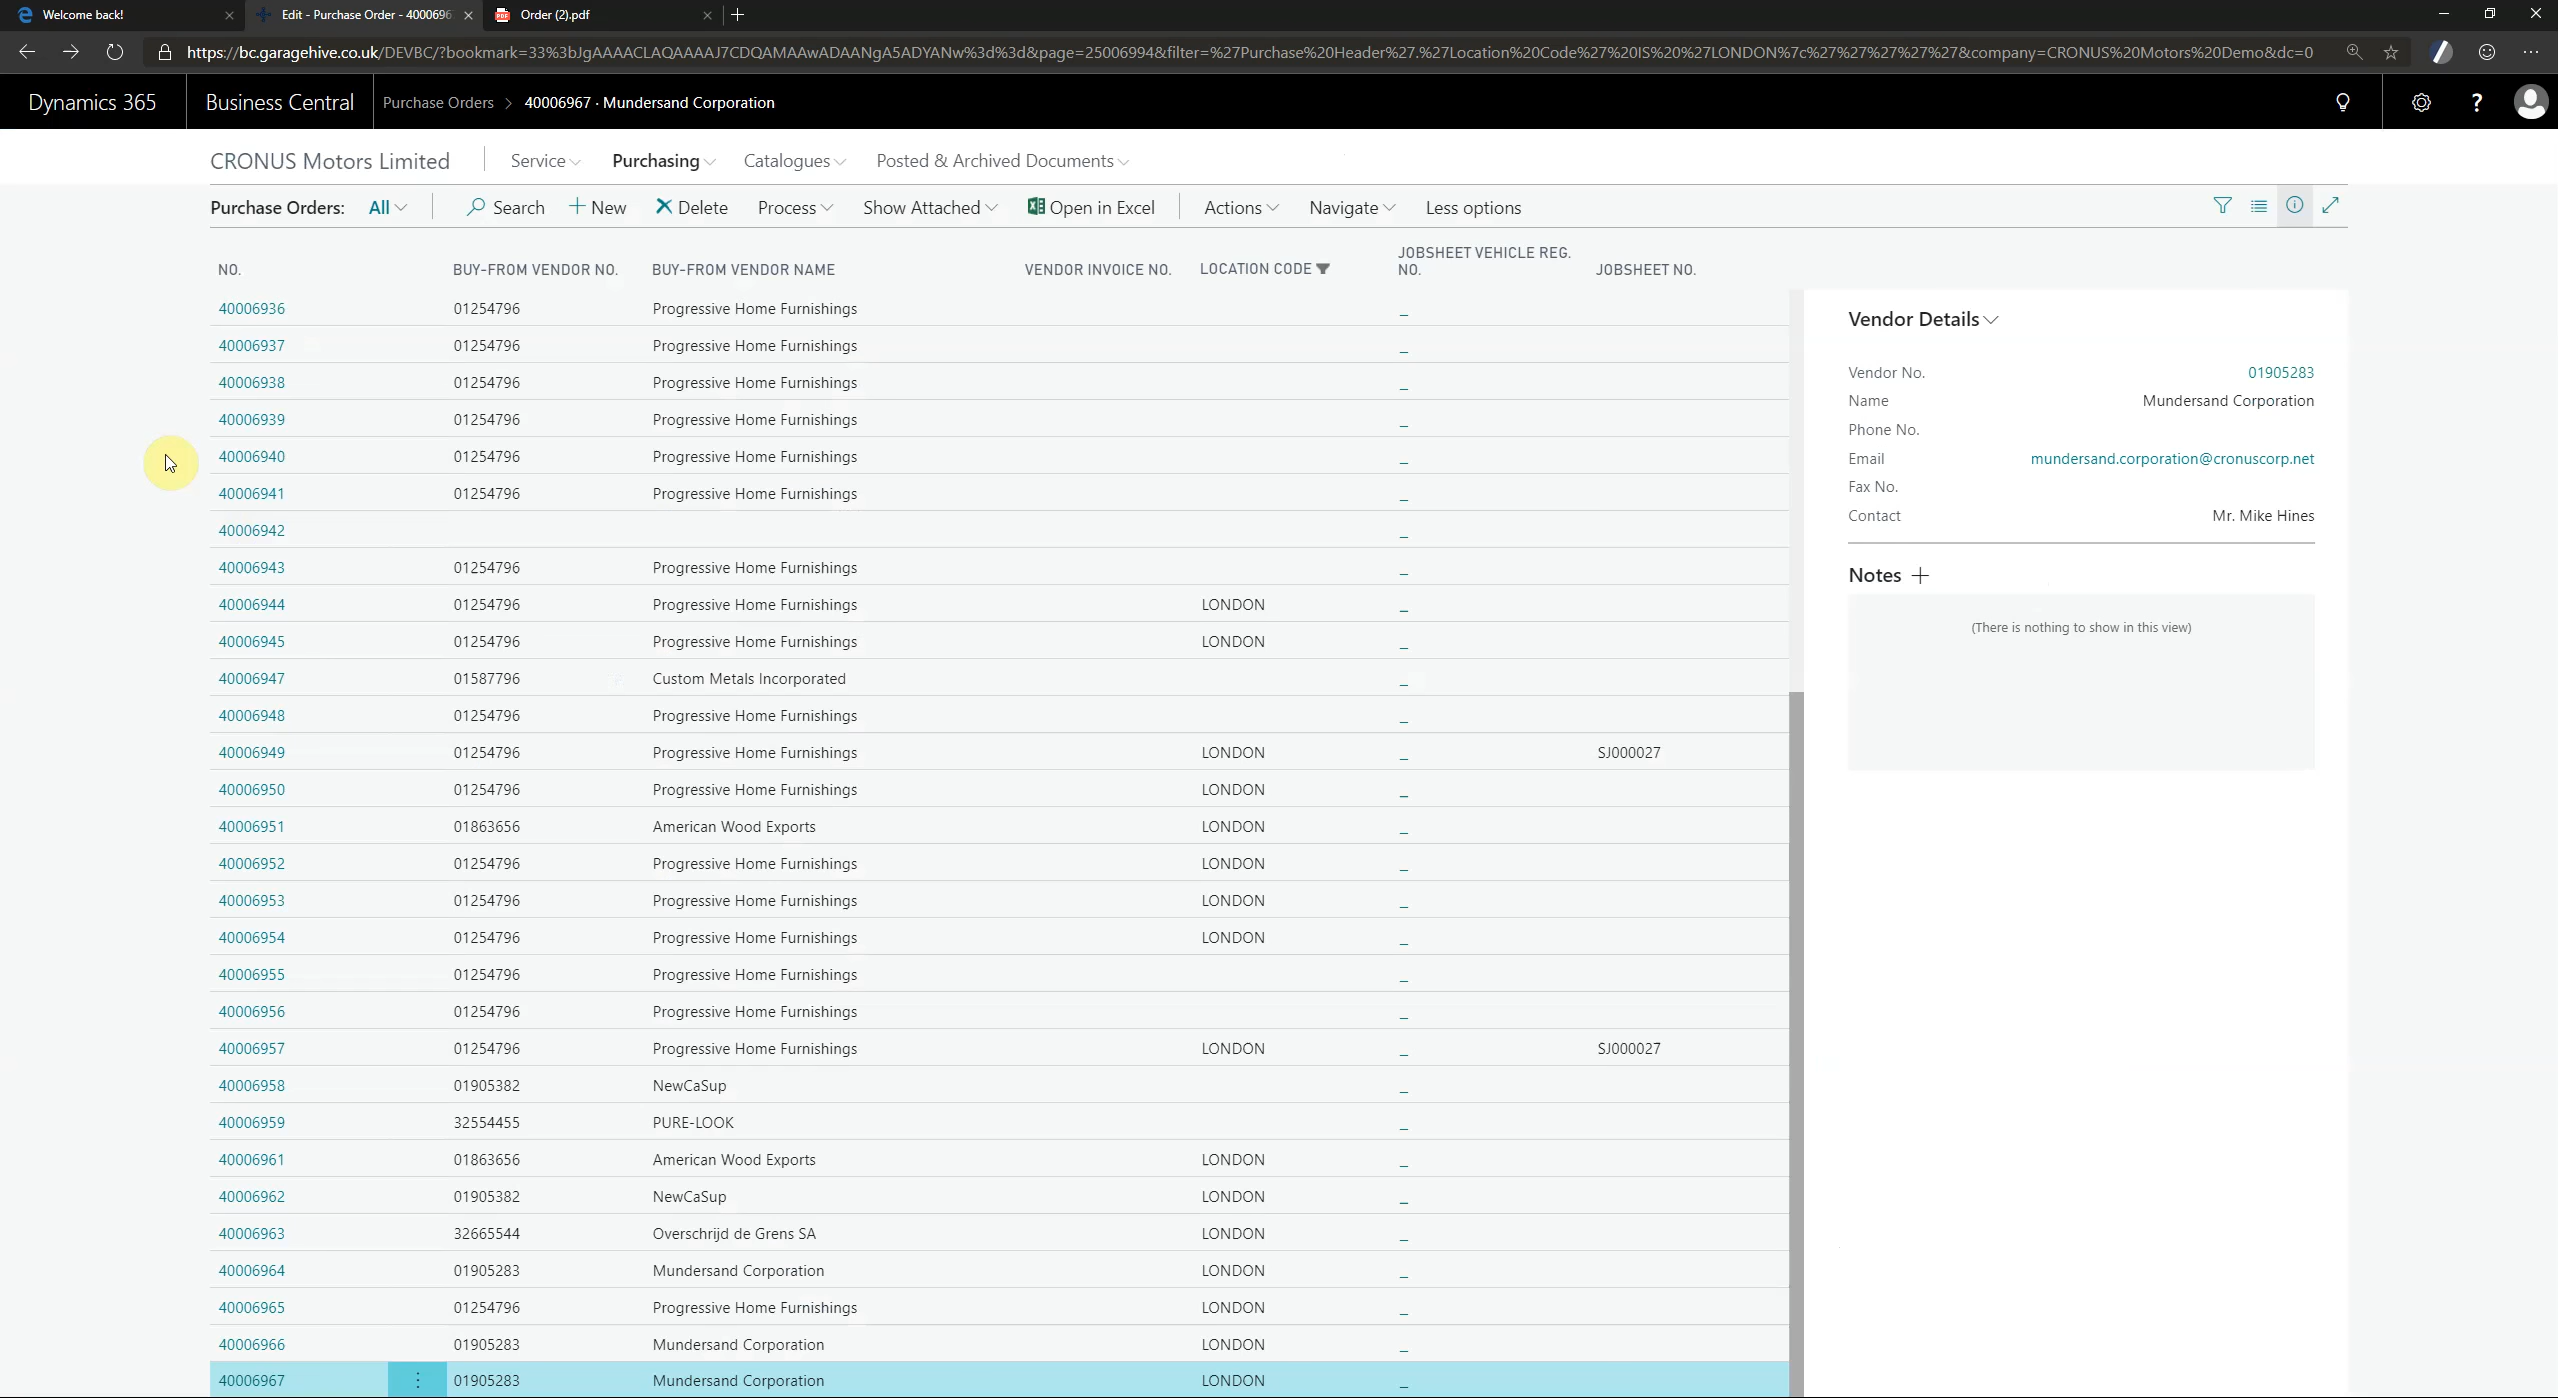 Welcome back!
Edit - Purchase Order - 4000696
Order (2).pdf
https://bc.garagehive.co.uk/DEVBC/?bookmark=33%3bJgAAAACLAQAAAAJ7CDQAMAAwADAANgA5ADYANw%3d%3d&page=25006994&filter=%27Purchase%20Header%27.%27Location%20Code%27%20IS%20%27LONDON%7c%27%27%27%27%27&company=CRONUS%20Motors%20Demo&dc=0
Dynamics 365
Business Central
Purchase Orders > 40006967 · Mundersand Corporation
?
CRONUS Motors Limited
Service
Purchasing
Catalogues
Posted & Archived Documents
Purchase Orders: All
Search
New
Delete
Process
Show Attached
Open in Excel
Actions
Navigate
Less options
NO. BUY-FROM VENDOR NO. BUY-FROM VENDOR NAME VENDOR INVOICE NO. LOCATION CODE JOBSHEET VEHICLE REG. NO. JOBSHEET NO.
40006936 01254796 Progressive Home Furnishings _
40006937 01254796 Progressive Home Furnishings _
40006938 01254796 Progressive Home Furnishings _
40006939 01254796 Progressive Home Furnishings _
40006940 01254796 Progressive Home Furnishings _
40006941 01254796 Progressive Home Furnishings _
40006942 _
40006943 01254796 Progressive Home Furnishings _
40006944 01254796 Progressive Home Furnishings LONDON _
40006945 01254796 Progressive Home Furnishings LONDON _
40006947 01587796 Custom Metals Incorporated _
40006948 01254796 Progressive Home Furnishings _
40006949 01254796 Progressive Home Furnishings LONDON _ SJ000027
40006950 01254796 Progressive Home Furnishings LONDON _
40006951 01863656 American Wood Exports LONDON _
40006952 01254796 Progressive Home Furnishings LONDON _
40006953 01254796 Progressive Home Furnishings LONDON _
40006954 01254796 Progressive Home Furnishings LONDON _
40006955 01254796 Progressive Home Furnishings _
40006956 01254796 Progressive Home Furnishings _
40006957 01254796 Progressive Home Furnishings LONDON _ SJ000027
40006958 01905382 NewCaSup _
40006959 32554455 PURE-LOOK _
40006961 01863656 American Wood Exports LONDON _
40006962 01905382 NewCaSup LONDON _
40006963 32665544 Overschrijd de Grens SA LONDON _
40006964 01905283 Mundersand Corporation LONDON _
40006965 01254796 Progressive Home Furnishings LONDON _
40006966 01905283 Mundersand Corporation LONDON _
40006967 01905283 Mundersand Corporation LONDON _
Vendor Details
Vendor No. 01905283
Name Mundersand Corporation
Phone No.
Email mundersand.corporation@cronuscorp.net
Fax No.
Contact Mr. Mike Hines
Notes
(There is nothing to show in this view)